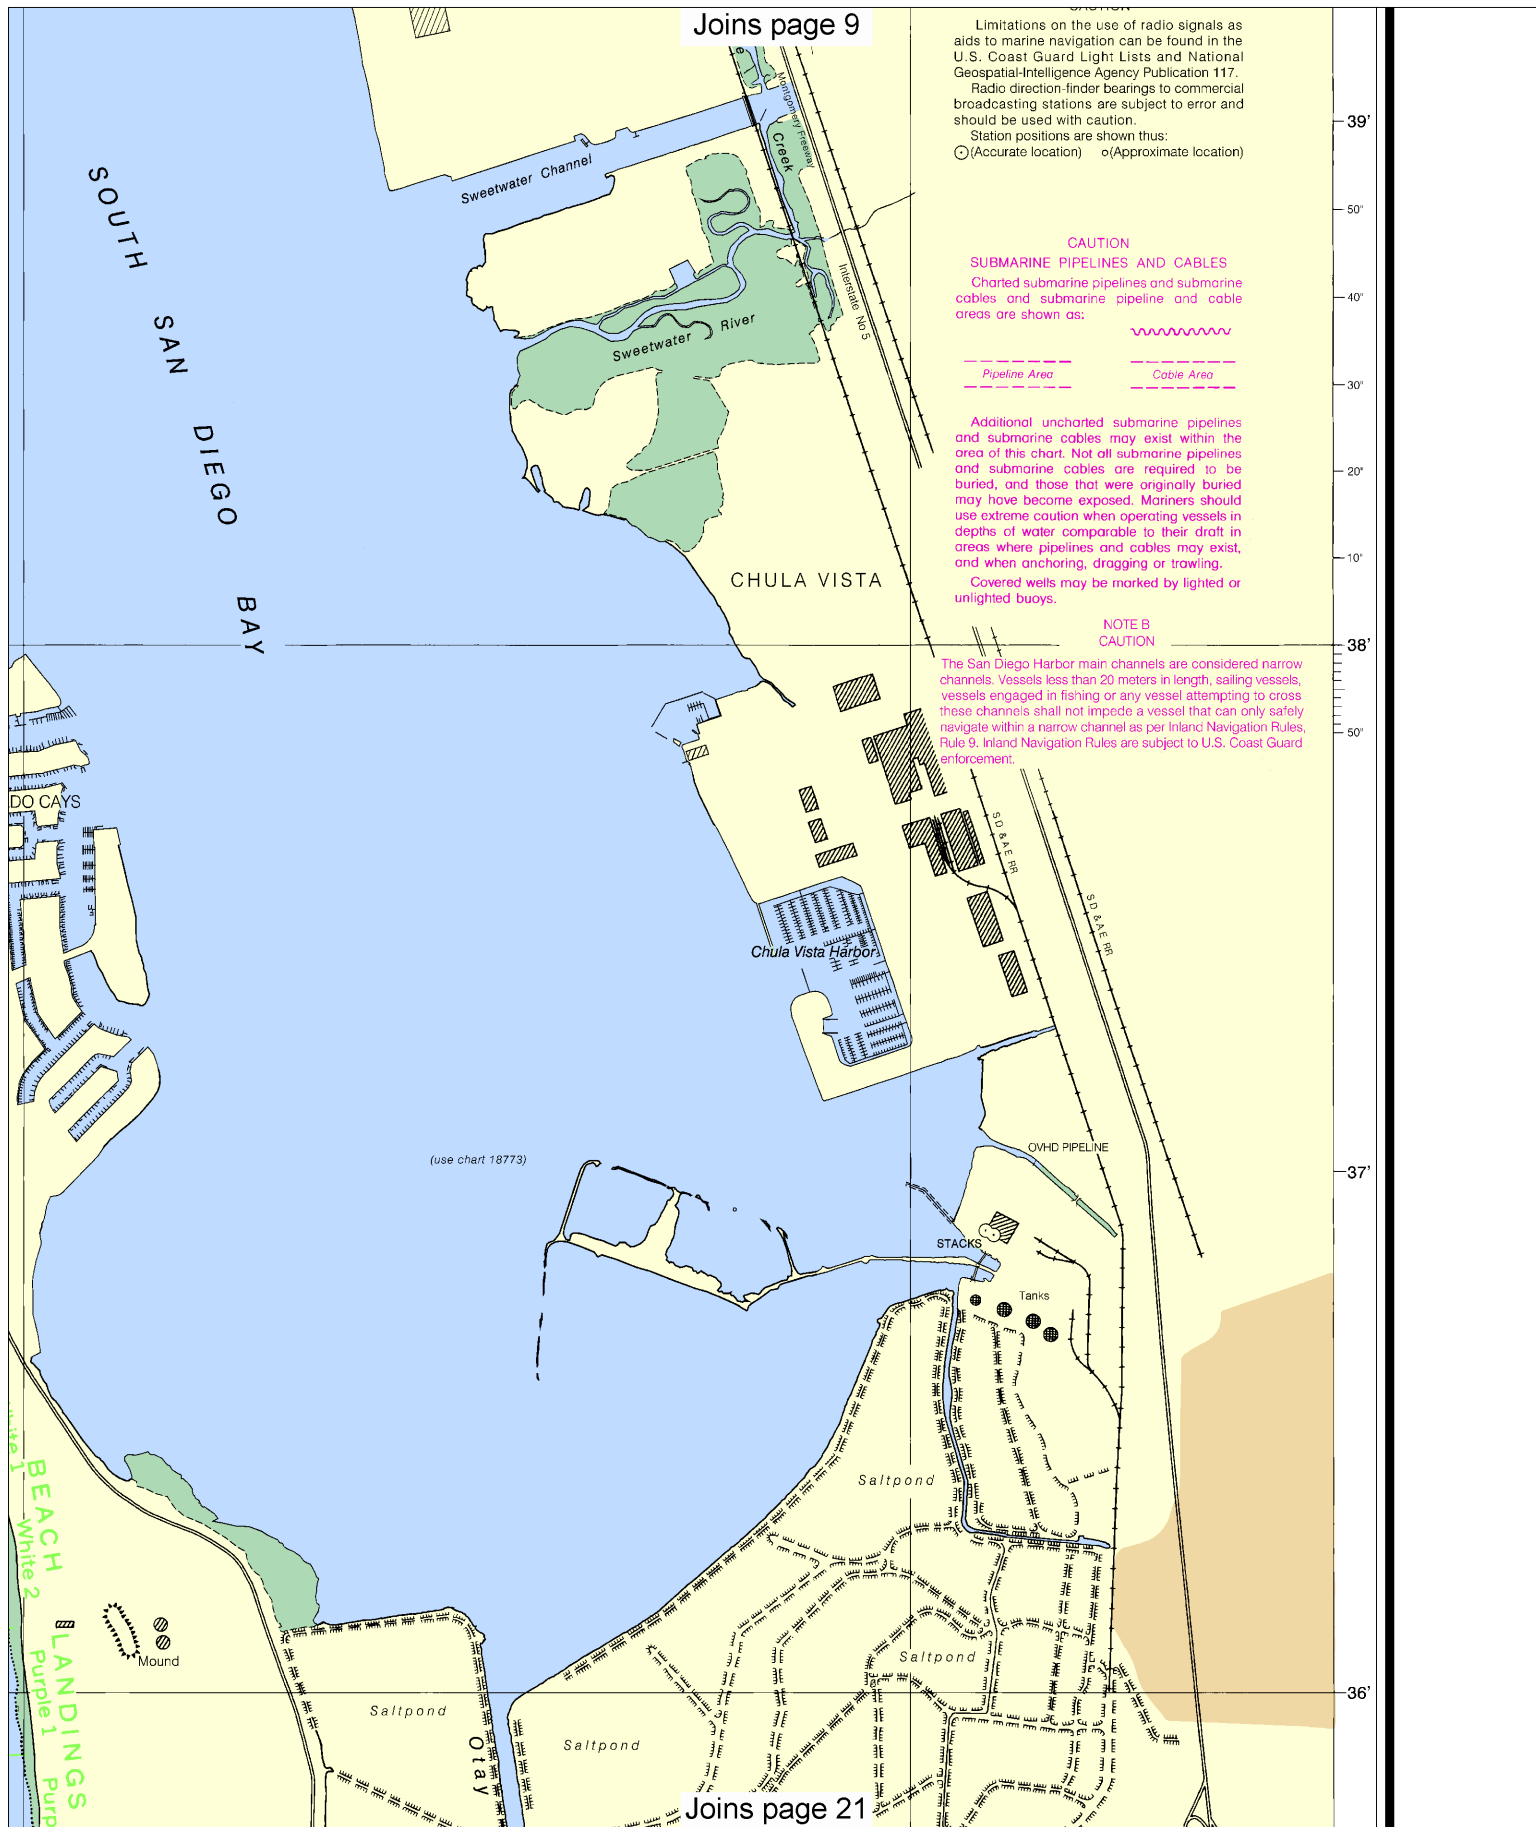 Joins page 9
CAUTION
Limitations on the use of radio signals as
aids to marine navigation can be found in the
U.S. Coast Guard Light Lists and National
Geospatial-Intelligence Agency Publication 117.
Radio direction-finder bearings to commercial
broadcasting stations are subject to error and
should be used with caution.
Station positions are shown thus:
(Accurate location) o(Approximate location)
39'
50"
40"
30"
20"
10"
38'
50"
37'
36'
CAUTION
SUBMARINE PIPELINES AND CABLES
Charted submarine pipelines and submarine
cables and submarine pipeline and cable
areas are shown as:
Pipeline Area
Cable Area
Additional uncharted submarine pipelines
and submarine cables may exist within the
area of this chart. Not all submarine pipelines
and submarine cables are required to be
buried, and those that were originally buried
may have become exposed. Mariners should
use extreme caution when operating vessels in
depths of water comparable to their draft in
areas where pipelines and cables may exist,
and when anchoring, dragging or trawling.
Covered wells may be marked by lighted or
unlighted buoys.
NOTE B
CAUTION
The San Diego Harbor main channels are considered narrow
channels. Vessels less than 20 meters in length, sailing vessels,
vessels engaged in fishing or any vessel attempting to cross
these channels shall not impede a vessel that can only safely
navigate within a narrow channel as per Inland Navigation Rules,
Rule 9. Inland Navigation Rules are subject to U.S. Coast Guard
enforcement.
SOUTH SAN DIEGO BAY
Sweetwater Channel
Creek
Montgomery Freeway
Interstate No 5
Sweetwater River
CHULA VISTA
DO CAYS
S D & A E RR
S D & A E RR
Chula Vista Harbor
(use chart 18773)
OVHD PIPELINE
STACKS
Tanks
Saltpond
Saltpond
Saltpond
Saltpond
Otay
Mound
BEACH LANDINGS
White 1
White 2
Purple 1
Purp
Joins page 21